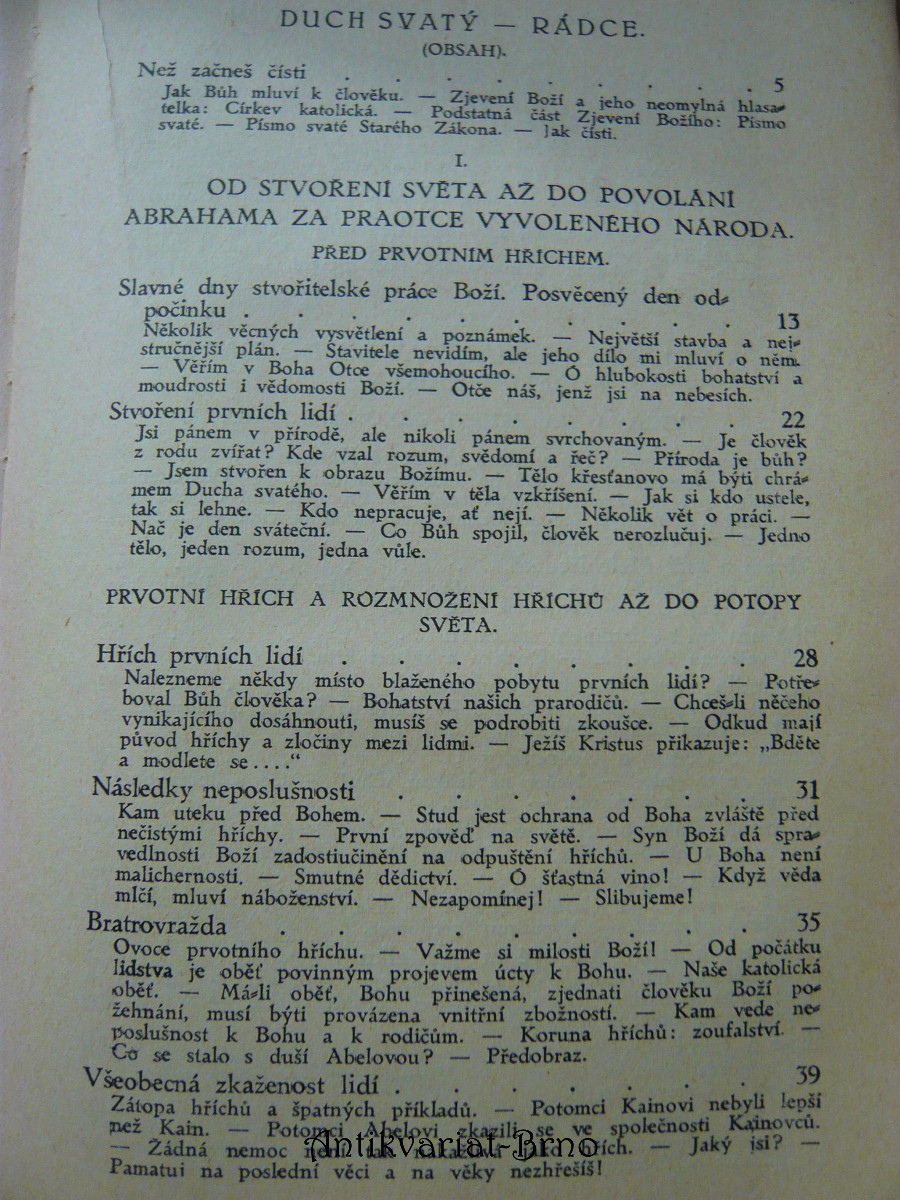 DUCH SVATÝ — RÁDCE.
(OBSAH).
Než začneš čísti . . . . . . . . . 5
Jak Bůh mluví k člověku. — Zjevení Boží a jeho neomylná hlasa-
telka: Církev katolická. — Podstatná část Zjevení Božího: Písmo
svaté. — Písmo svaté Starého Zákona. — Jak čísti.
I.
OD STVOŘENÍ SVĚTA AŽ DO POVOLÁNÍ
ABRAHAMA ZA PRAOTCE VYVOLENÉHO NÁRODA.
PŘED PRVOTNÍM HŘÍCHEM.
Slavné dny stvořitelské práce Boží. Posvěcený den od-
počinku . . . . . . . . . . 13
Několik věcných vysvětlení a poznámek. — Největší stavba a nej-
stručnější plán. — Stavitele nevidím, ale jeho dílo mi mluví o něm.
— Věřím v Boha Otce všemohoucího. — Ó hlubokosti bohatství a
moudrosti i vědomosti Boží. — Otče náš, jenž jsi na nebesích.
Stvoření prvních lidí . . . . . . . . 22
Jsi pánem v přírodě, ale nikoli pánem svrchovaným. — Je člověk
z rodu zvířat? Kde vzal rozum, svědomí a řeč? — Příroda je bůh?
— Jsem stvořen k obrazu Božímu. — Tělo křesťanovo má býti chrá-
mem Ducha svatého. — Věřím v těla vzkříšení. — Jak si kdo ustele,
tak si lehne. — Kdo nepracuje, ať nejí. — Několik vět o práci. —
Nač je den sváteční. — Co Bůh spojil, člověk nerozlučuj. — Jedno
tělo, jeden rozum, jedna vůle.
PRVOTNÍ HŘÍCH A ROZMNOŽENÍ HŘÍCHŮ AŽ DO POTOPY
SVĚTA.
Hřích prvních lidí . . . . . . . . 28
Nalezneme někdy místo blaženého pobytu prvních lidí? — Potře-
boval Bůh člověka? — Bohatství našich prarodičů. — Chceš-li něčeho
vynikajícího dosáhnouti, musíš se podrobiti zkoušce. — Odkud mají
původ hříchy a zločiny mezi lidmi. — Ježíš Kristus přikazuje: „Bděte
a modlete se...."
Následky neposlušnosti . . . . . . . 31
Kam uteku před Bohem. — Stud jest ochrana od Boha zvláště před
nečistými hříchy. — První zpověď na světě. — Syn Boží dá spra-
vedlnosti Boží zadostiučinění na odpuštění hříchů. — U Boha není
malichernosti. — Smutné dědictví. — Ó šťastná vino! — Když věda
mlčí, mluví náboženství. — Nezapomínej! — Slibujeme!
Bratrovražda . . . . . . . . . . 35
Ovoce prvotního hříchu. — Važme si milosti Boží! — Od počátku
lidstva je oběť povinným projevem úcty k Bohu. — Naše katolická
oběť. — Má-li oběť, Bohu přinešená, zjednati člověku Boží po-
žehnání, musí býti provázena vnitřní zbožností. — Kam vede ne-
poslušnost k Bohu a k rodičům. — Koruna hříchů: zoufalství. —
Co se stalo s duší Abelovou? — Předobraz.
Všeobecná zkaženost lidí . . . . . . . 39
Zátopa hříchů a špatných příkladů. — Potomci Kainovi nebyli lepší
než Kain. — Potomci Abelovi zkazili se ve společnosti Kainovců.
— Žádná nemoc není tak nakažlivá jako hřích. — Jaký jsi? —
Pamatuj na poslední věci a na věky nezhřešíš!
Antikvariat Brno